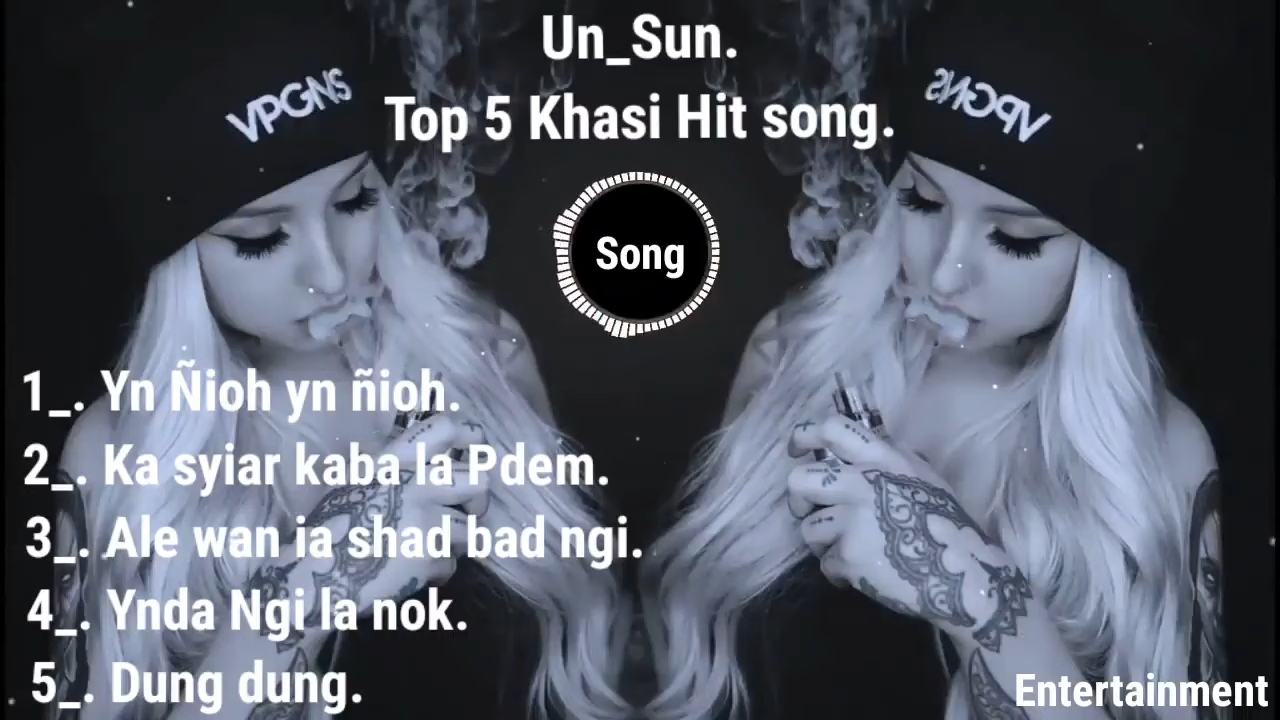 Un_Sun.
Top 5 Khasi Hit song.
VPGNS
VPGNS
Song
1_. Yn Ñioh yn ñioh.
2_. Ka syiar kaba la Pdem.
3_. Ale wan ia shad bad ngi.
4_. Ynda Ngi la nok.
5_. Dung dung.
Entertainment